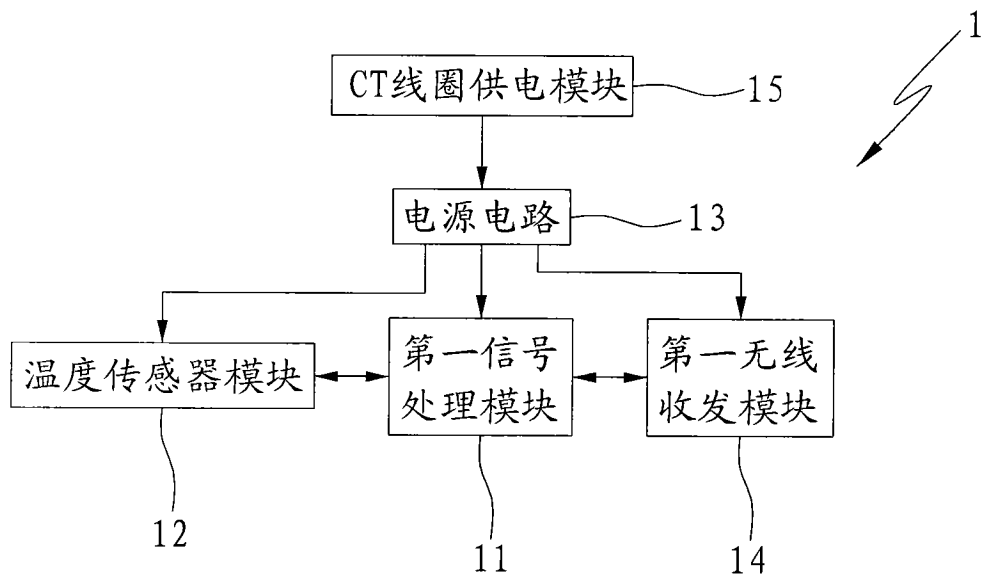 1
CT线圈供电模块
15
电源电路
13
温度传感器模块
第一信号
处理模块
第一无线
收发模块
12
11
14